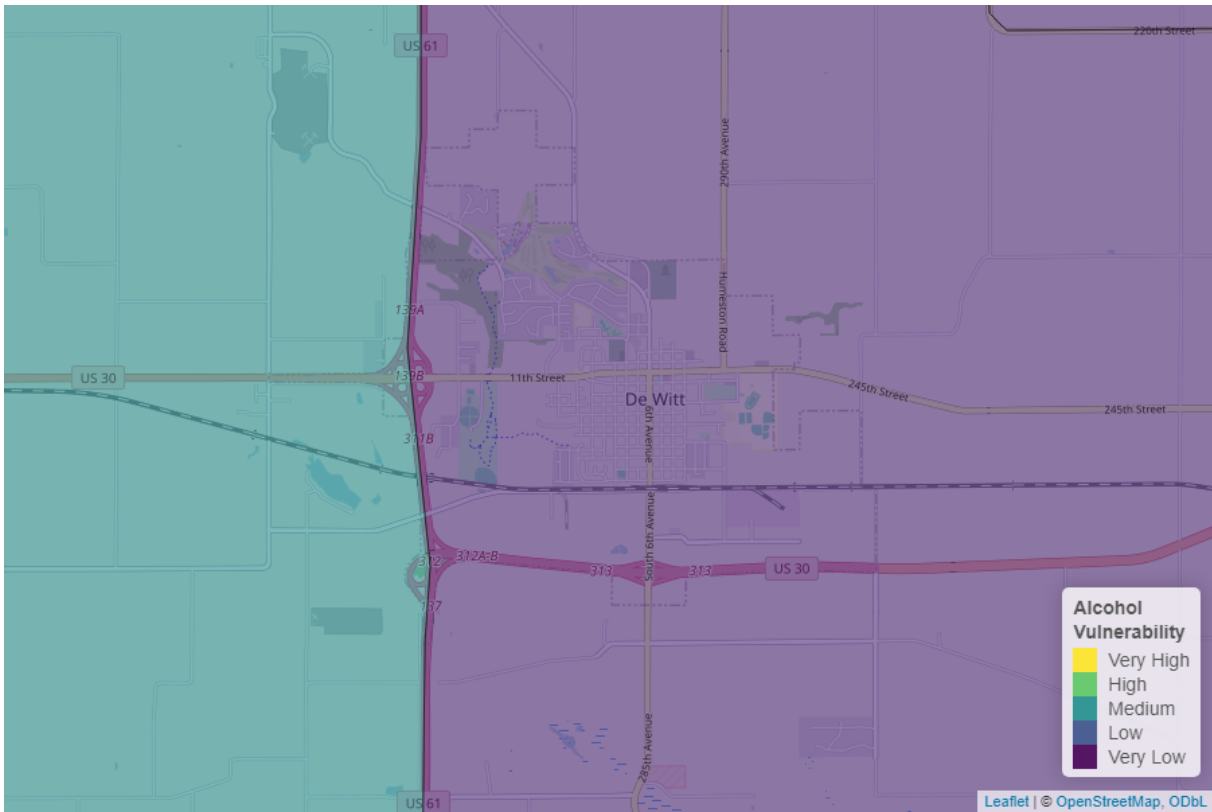 US 61
220th Street
290th Avenue
Humeston Road
139A
US 30
139B
11th Street
245th Street
De Witt
245th Street
6th Avenue
311B
312
312A-B
313
South 6th Avenue
313
US 30
137
285th Avenue
US 61
Alcohol
Vulnerability
Very High
High
Medium
Low
Very Low
Leaflet | © OpenStreetMap, ODbL